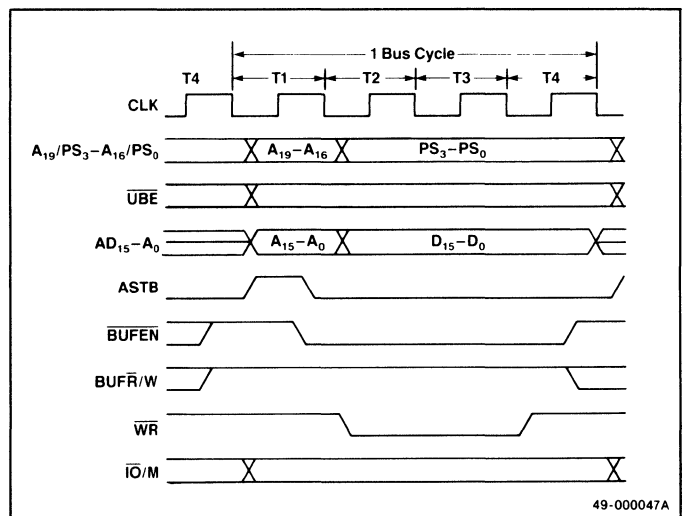 1 Bus Cycle
T4 T1 T2 T3 T4
CLK
A19/PS3–A16/PS0 A19–A16 PS3–PS0
UBE
AD15–A0 A15–A0 D15–D0
ASTB
BUFEN
BUFR/W
WR
IO/M
49-000047A